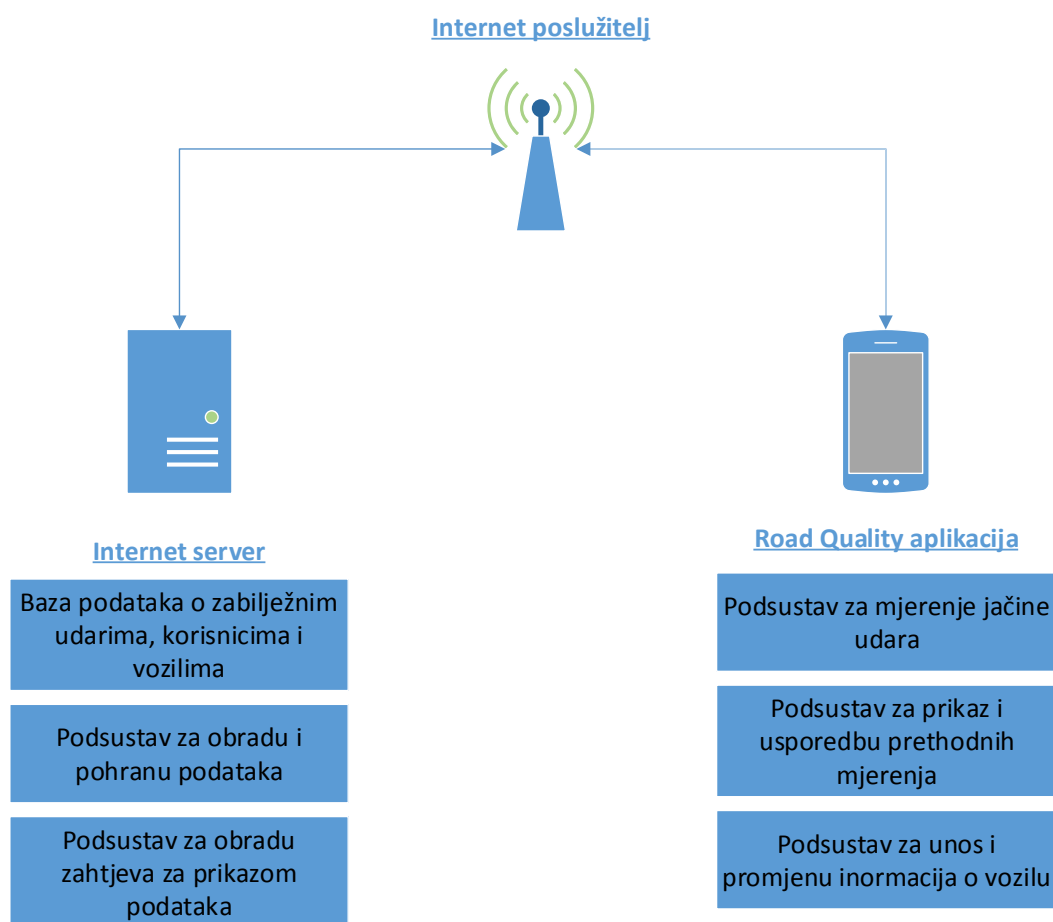 Internet poslužitelj
Internet server
Baza podataka o zabilježnim
udarima, korisnicima i
vozilima
Podsustav za obradu i
pohranu podataka
Podsustav za obradu
zahtjeva za prikazom
podataka
Road Quality aplikacija
Podsustav za mjerenje jačine
udara
Podsustav za prikaz i
usporedbu prethodnih
mjerenja
Podsustav za unos i
promjenu inormacija o vozilu